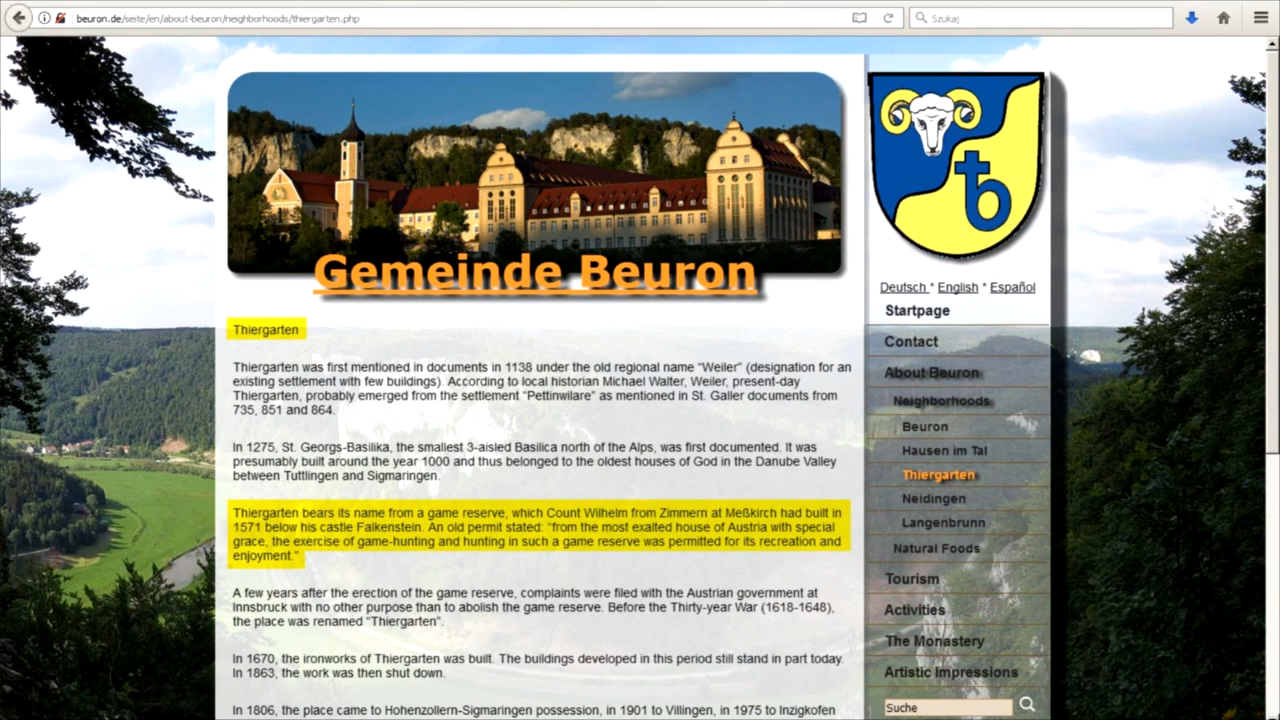 beuron.de/seite/en/about-beuron/neighborhoods/thiergarten.php
Szukaj
Gemeinde Beuron
Thiergarten
Thiergarten was first mentioned in documents in 1138 under the old regional name "Weiler" (designation for an
existing settlement with few buildings). According to local historian Michael Walter, Weiler, present-day
Thiergarten, probably emerged from the settlement "Pettinwilare" as mentioned in St. Galler documents from
735, 851 and 864.
In 1275, St. Georgs-Basilika, the smallest 3-aisled Basilica north of the Alps, was first documented. It was
presumably built around the year 1000 and thus belonged to the oldest houses of God in the Danube Valley
between Tuttlingen and Sigmaringen.
Thiergarten bears its name from a game reserve, which Count Wilhelm from Zimmern at Meßkirch had built in
1571 below his castle Falkenstein. An old permit stated: "from the most exalted house of Austria with special
grace, the exercise of game-hunting and hunting in such a game reserve was permitted for its recreation and
enjoyment."
A few years after the erection of the game reserve, complaints were filed with the Austrian government at
Innsbruck with no other purpose than to abolish the game reserve. Before the Thirty-year War (1618-1648),
the place was renamed "Thiergarten".
In 1670, the ironworks of Thiergarten was built. The buildings developed in this period still stand in part today.
In 1863, the work was then shut down.
In 1806, the place came to Hohenzollern-Sigmaringen possession, in 1901 to Villingen, in 1975 to Inzigkofen
b
Deutsch * English * Español
Startpage
Contact
About Beuron
Neighborhoods
Beuron
Hausen im Tal
Thiergarten
Neidingen
Langenbrunn
Natural Foods
Tourism
Activities
The Monastery
Artistic Impressions
Suche